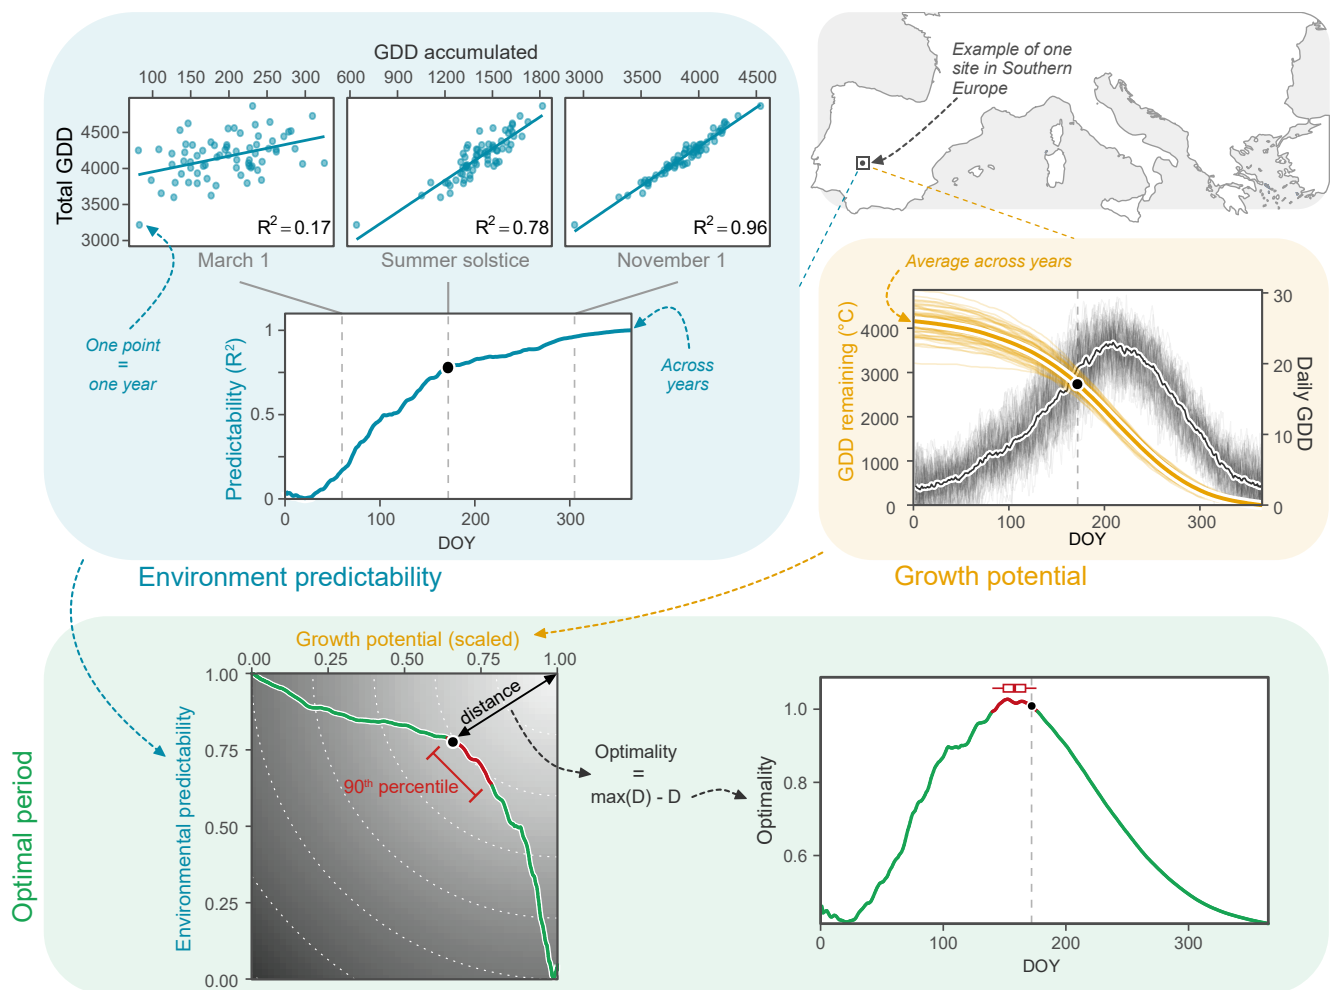 GDD accumulated
100 150 200 250 300
600 900 1200 1500 1800
3000 3500 4000 4500
Total GDD
4500
4000
3500
3000
R² = 0.17
R² = 0.78
R² = 0.96
March 1
Summer solstice
November 1
One point
=
one year
Across
years
Predictability (R²)
1
0.5
0
0 100 200 300
DOY
Environment predictability
Example of one
site in Southern
Europe
Average across years
GDD remaining (°C)
4000
3000
2000
1000
0
30
20
10
0
Daily GDD
0 100 200 300
DOY
Growth potential
Optimal period
Growth potential (scaled)
0.00 0.25 0.50 0.75 1.00
Environmental predictability
1.00
0.75
0.50
0.25
0.00
distance
90th percentile
Optimality
=
max(D) - D
Optimality
1.0
0.8
0.6
0 100 200 300
DOY